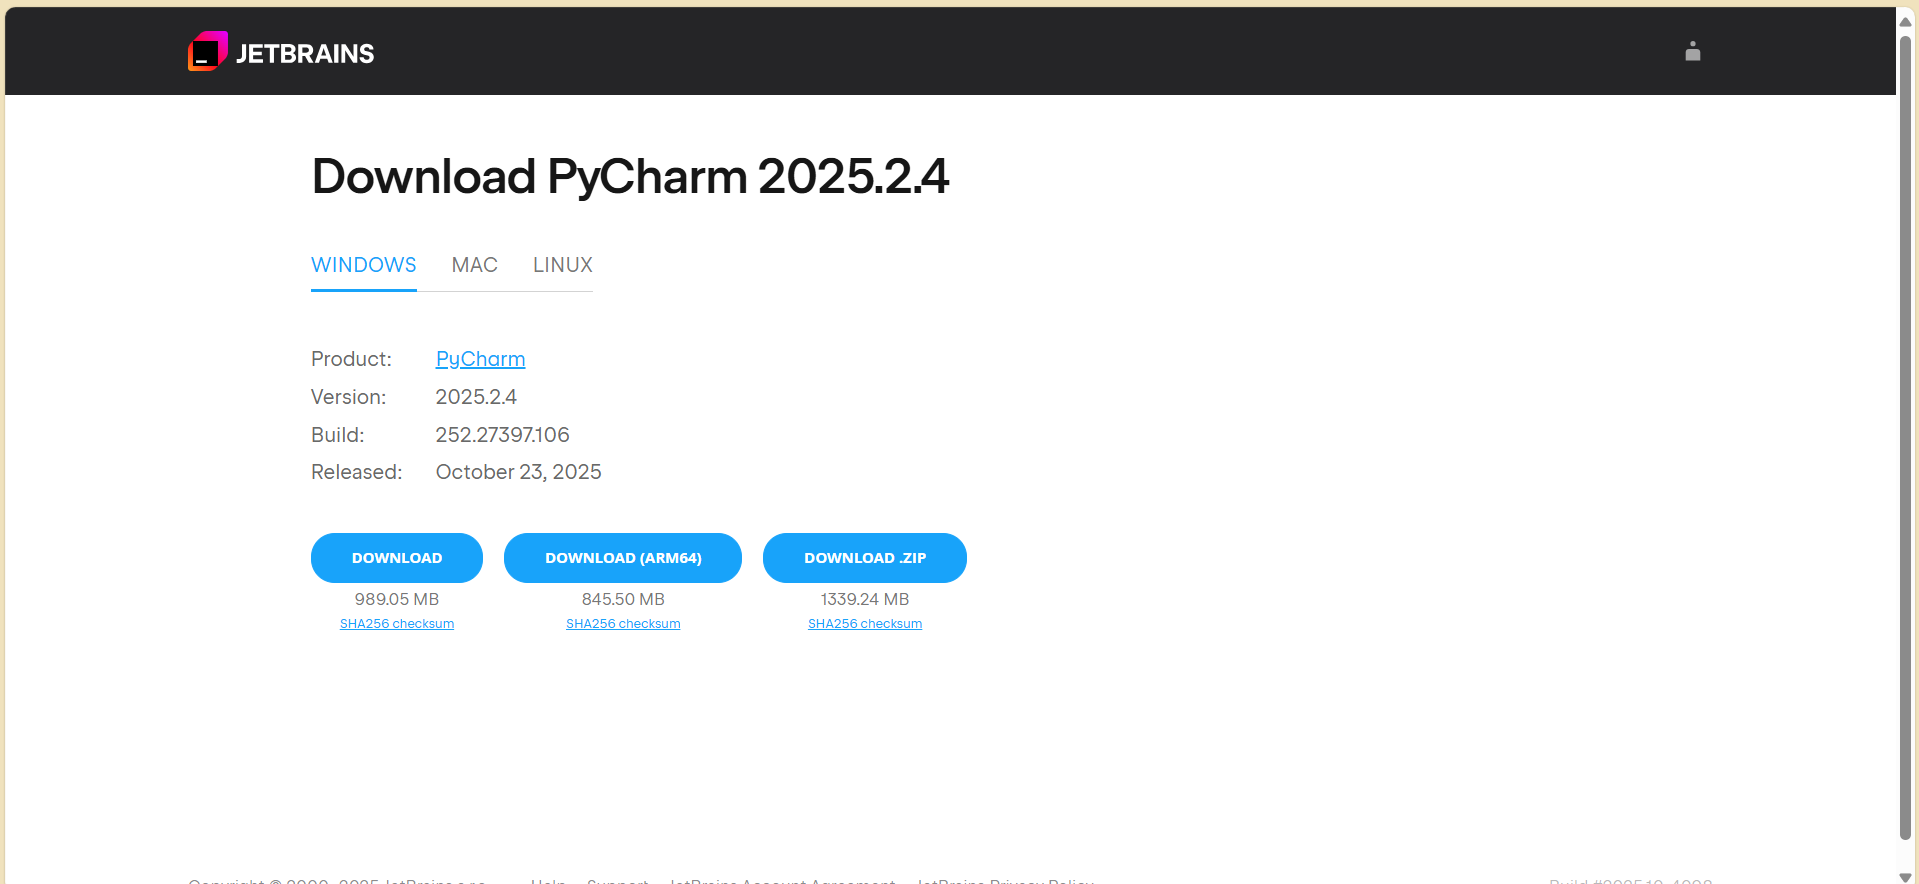 JETBRAINS
Download PyCharm 2025.2.4
WINDOWS MAC LINUX
Product: PyCharm
Version: 2025.2.4
Build: 252.27397.106
Released: October 23, 2025
DOWNLOAD DOWNLOAD (ARM64) DOWNLOAD .ZIP
989.05 MB 845.50 MB 1339.24 MB
SHA256 checksum SHA256 checksum SHA256 checksum
Help Support JetBrains Account Agreement JetBrains Privacy Policy